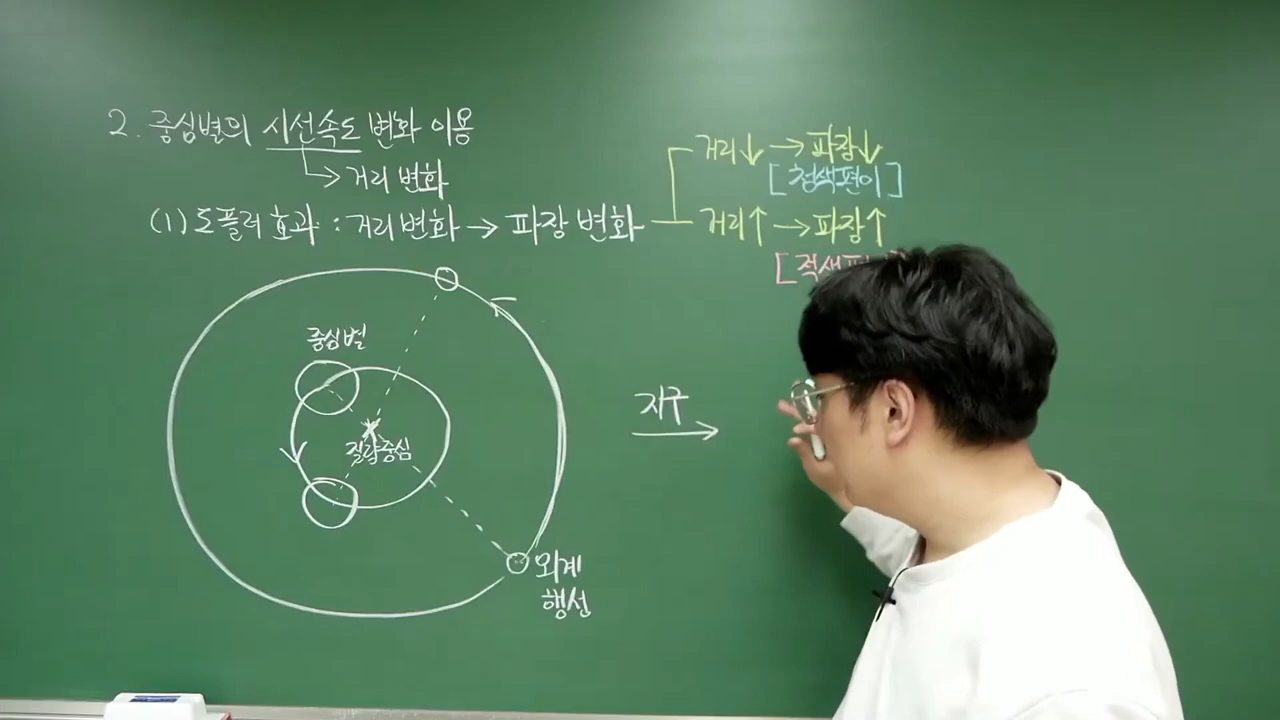 2. 중심별의 시선속도 변화 이용
→ 거리 변화
(1) 도플러 효과 : 거리 변화 → 파장 변화
거리↓ → 파장↓
[청색편이]
거리↑ → 파장↑
[적색
중심별
질량중심
지구
외계
행선